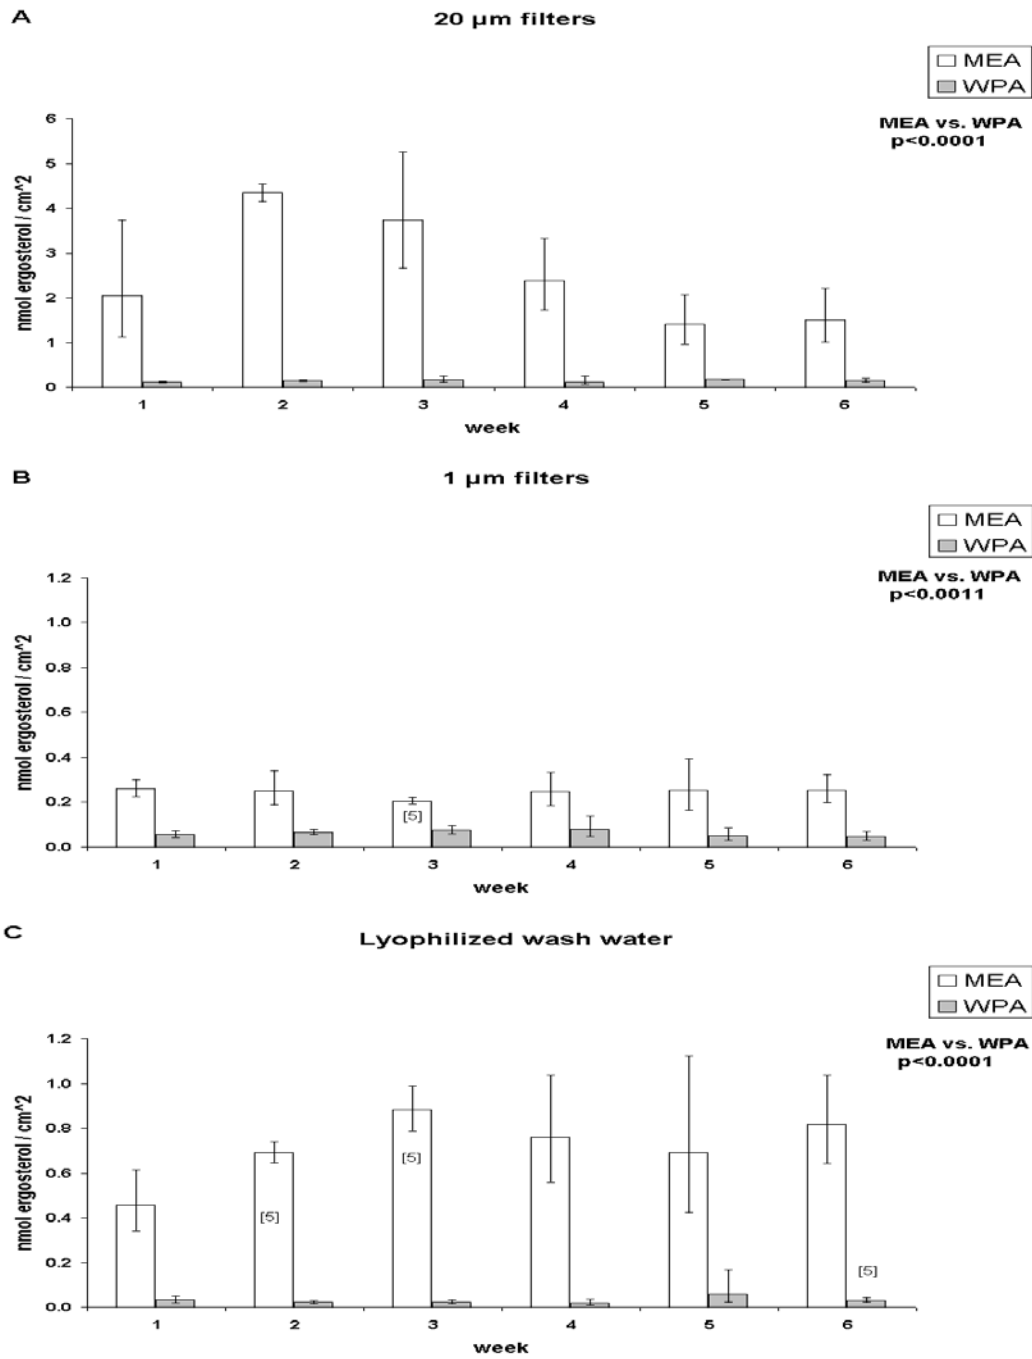 A
20 µm filters
MEA
WPA
MEA vs. WPA
p<0.0001
nmol ergosterol / cm^2
6
5
4
3
2
1
0
1 2 3 4 5 6
week
B
1 µm filters
MEA
WPA
MEA vs. WPA
p<0.0011
nmol ergosterol / cm^2
1.2
1.0
0.8
0.6
0.4
0.2
0.0
[5]
1 2 3 4 5 6
week
C
Lyophilized wash water
MEA
WPA
MEA vs. WPA
p<0.0001
nmol ergosterol / cm^2
1.2
1.0
0.8
0.6
0.4
0.2
0.0
[5]
[5]
[5]
1 2 3 4 5 6
week